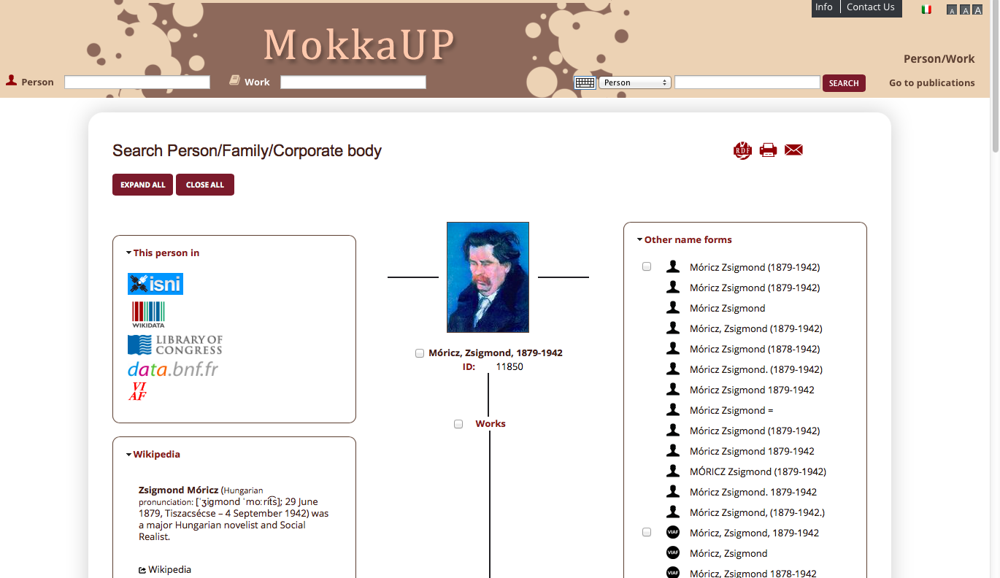 Info Contact Us
A A A
MokkaUP
Person/Work
Person Work Person SEARCH Go to publications
Search Person/Family/Corporate body
RDF
EXPAND ALL CLOSE ALL
This person in
isni
WIKIDATA
LIBRARY OF
CONGRESS
data.bnf.fr
VI
AF
Wikipedia
Zsigmond Móricz (Hungarian
pronunciation: [ˈʒiɡmond ˈmoːrit͡s]; 29 June
1879, Tiszacsécse – 4 September 1942) was
a major Hungarian novelist and Social
Realist.
Wikipedia
Móricz, Zsigmond, 1879-1942
ID: 11850
Works
Other name forms
Móricz Zsigmond (1879-1942)
Móricz Zsigmond (1879-1942)
Móricz Zsigmond
Móricz, Zsigmond (1879-1942)
Móricz Zsigmond (1878-1942)
Móricz Zsigmond. (1879-1942)
Móricz Zsigmond 1879-1942
Móricz Zsigmond =
Móricz Zsigmond (1879-1942)
Móricz Zsigmond 1879-1942
MÓRICZ Zsigmond (1879-1942)
Móricz Zsigmond. 1879-1942
Móricz Zsigmond, (1879-1942.)
VIAF Móricz, Zsigmond, 1879-1942
VIAF Móricz, Zsigmond
VIAF Móricz, Zsigmond 1878-1942